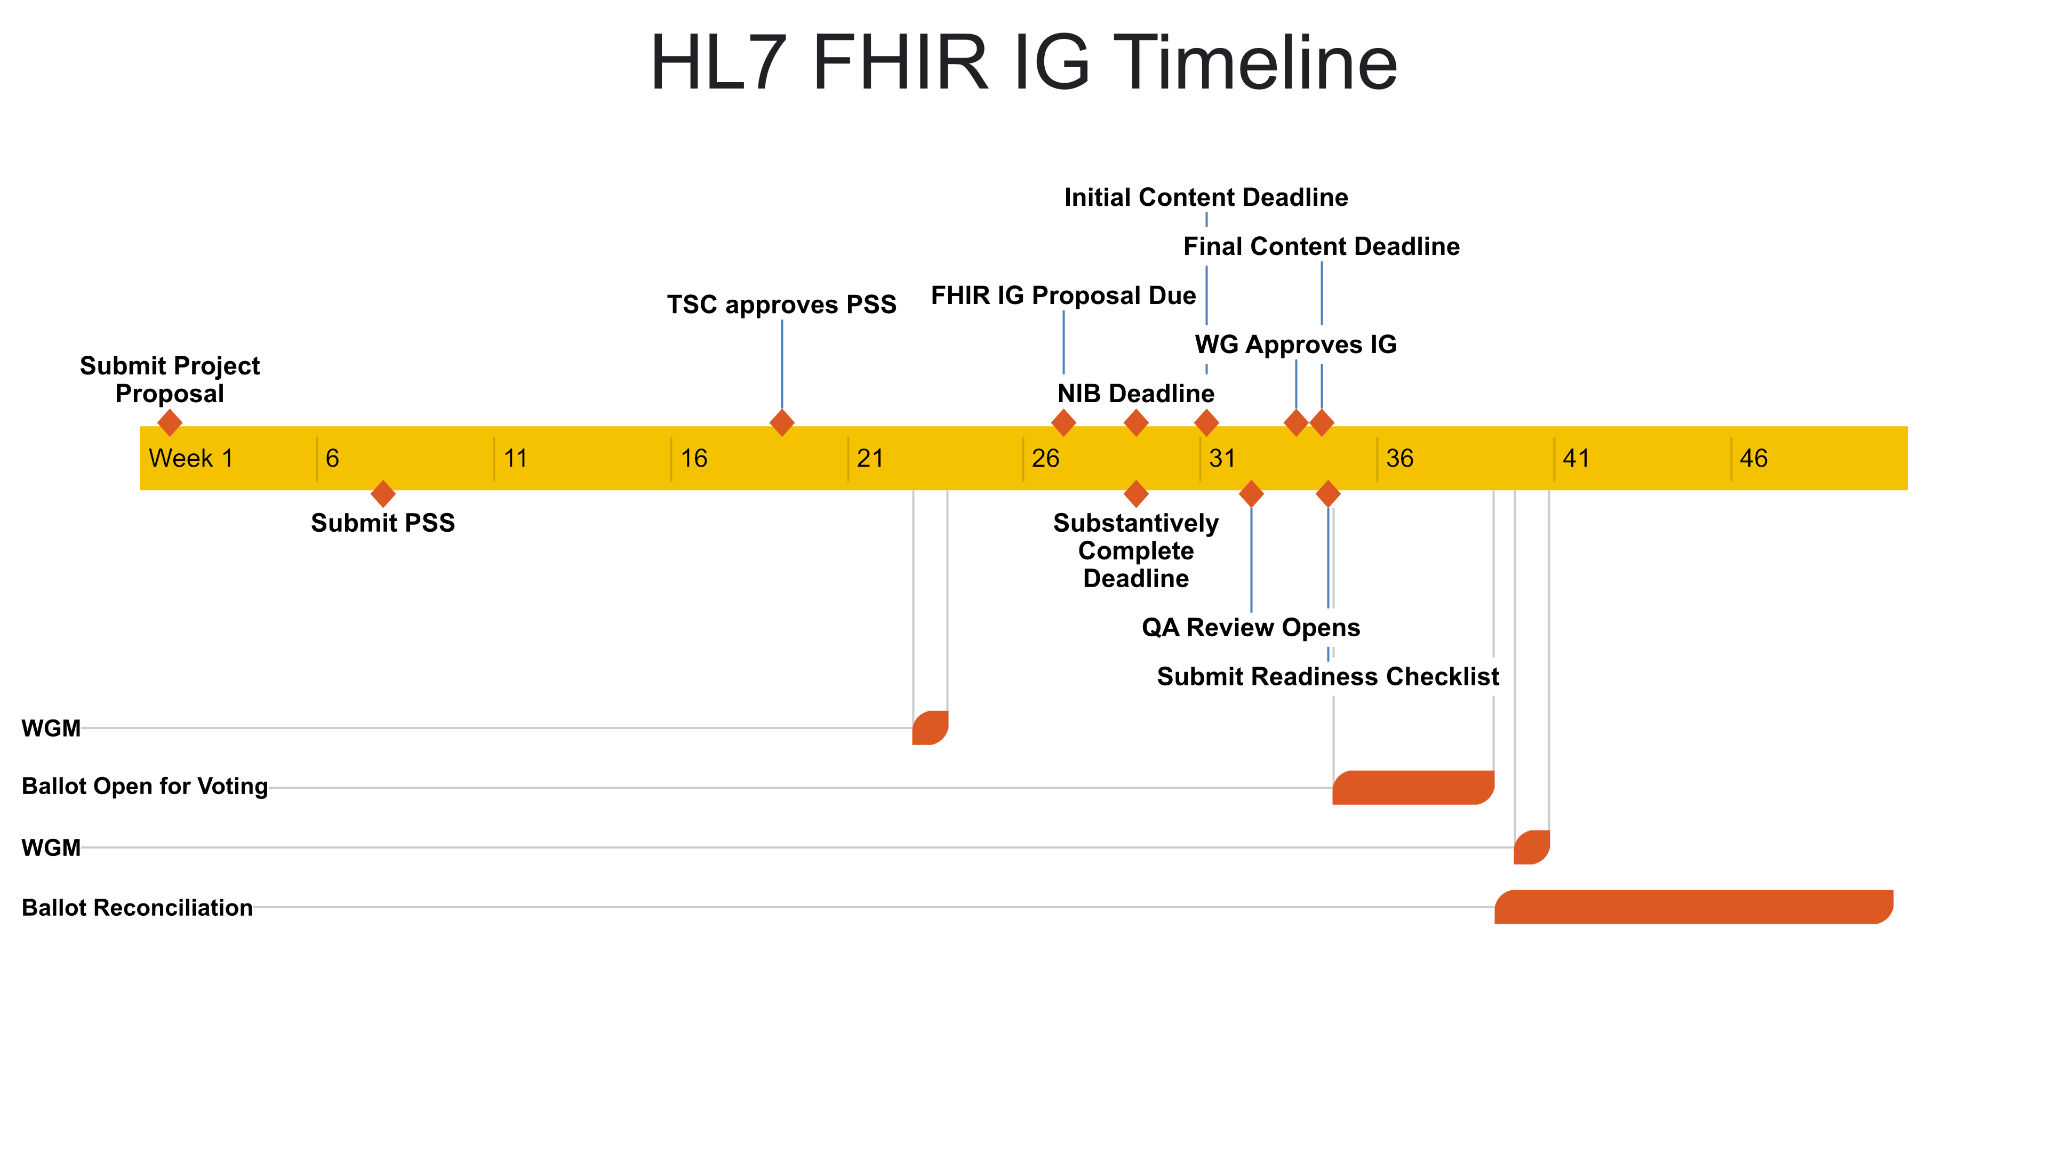 HL7 FHIR IG Timeline
Initial Content Deadline
Final Content Deadline
FHIR IG Proposal Due
TSC approves PSS
WG Approves IG
Submit Project
Proposal
NIB Deadline
Week 1 6 11 16 21 26 31 36 41 46
Submit PSS
Substantively
Complete
Deadline
QA Review Opens
Submit Readiness Checklist
WGM
Ballot Open for Voting
WGM
Ballot Reconciliation